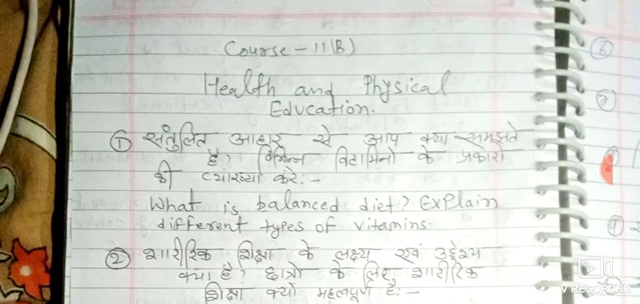 Course - 11(B)
Health and Physical
Education.
① संतुलित आहार से आप क्या समझते
है? विभिन्न विटामिनो के प्रकारो
की व्याख्या करे:-
What is balanced diet? Explain
different types of vitamins.
② शारीरिक शिक्षा के लक्ष्य एवं उद्देश्य
क्या है? छात्रो के लिए शारीरिक
शिक्षा क्यों महत्वपूर्ण है:-